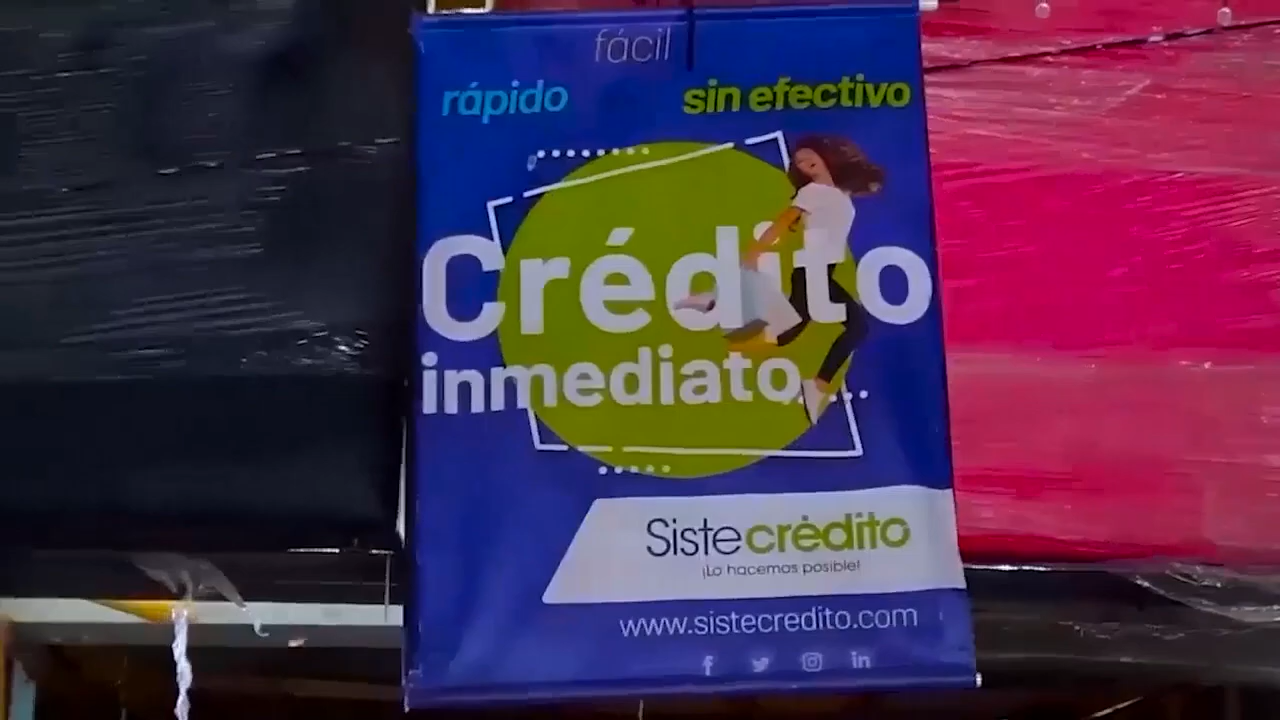 fácil
rápido
sin efectivo
Crédito
inmediato
Sistecrédito
¡Lo hacemos posible!
www.sistecredito.com